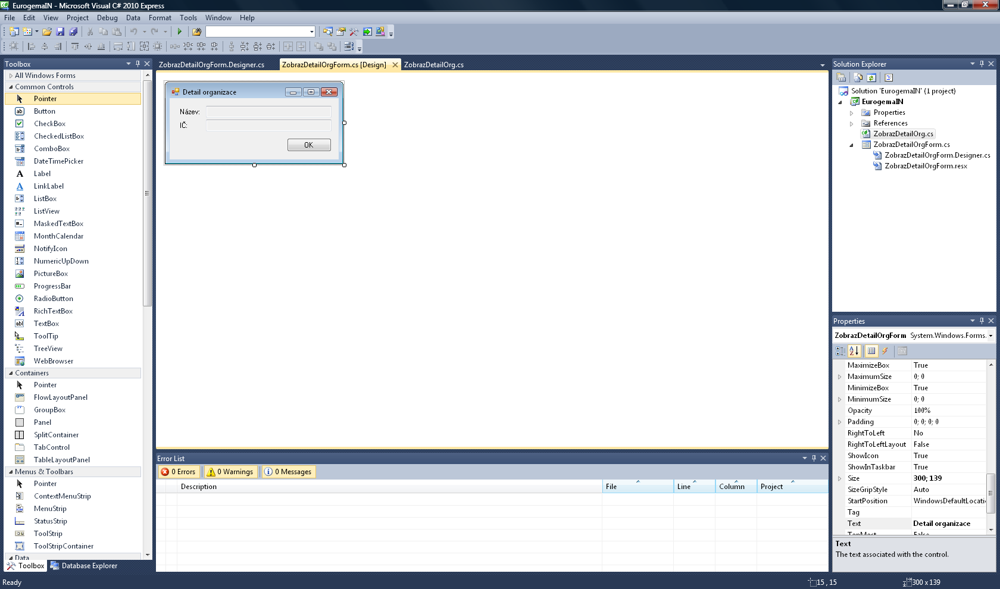 EurogemaIN - Microsoft Visual C# 2010 Express
File Edit View Project Debug Data Format Tools Window Help
Toolbox
All Windows Forms
Common Controls
Pointer
Button
CheckBox
CheckedListBox
ComboBox
DateTimePicker
Label
LinkLabel
ListBox
ListView
MaskedTextBox
MonthCalendar
NotifyIcon
NumericUpDown
PictureBox
ProgressBar
RadioButton
RichTextBox
TextBox
ToolTip
TreeView
WebBrowser
Containers
Pointer
FlowLayoutPanel
GroupBox
Panel
SplitContainer
TabControl
TableLayoutPanel
Menus & Toolbars
Pointer
ContextMenuStrip
MenuStrip
StatusStrip
ToolStrip
ToolStripContainer
Data
Toolbox Database Explorer
ZobrazDetailOrgForm.Designer.cs ZobrazDetailOrgForm.cs [Design] ZobrazDetailOrg.cs
Detail organizace
Název:
IČ:
OK
Error List
0 Errors 0 Warnings 0 Messages
Description File Line Column Project
Solution Explorer
Solution 'EurogemaIN' (1 project)
EurogemaIN
Properties
References
ZobrazDetailOrg.cs
ZobrazDetailOrgForm.cs
ZobrazDetailOrgForm.Designer.cs
ZobrazDetailOrgForm.resx
Properties
ZobrazDetailOrgForm System.Windows.Forms.
MaximizeBox True
MaximumSize 0; 0
MinimizeBox True
MinimumSize 0; 0
Opacity 100%
Padding 0; 0; 0; 0
RightToLeft No
RightToLeftLayout False
ShowIcon True
ShowInTaskbar True
Size 300; 139
SizeGripStyle Auto
StartPosition WindowsDefaultLocati
Tag
Text Detail organizace
TopMost False
Text
The text associated with the control.
Ready 15 , 15 300 x 139